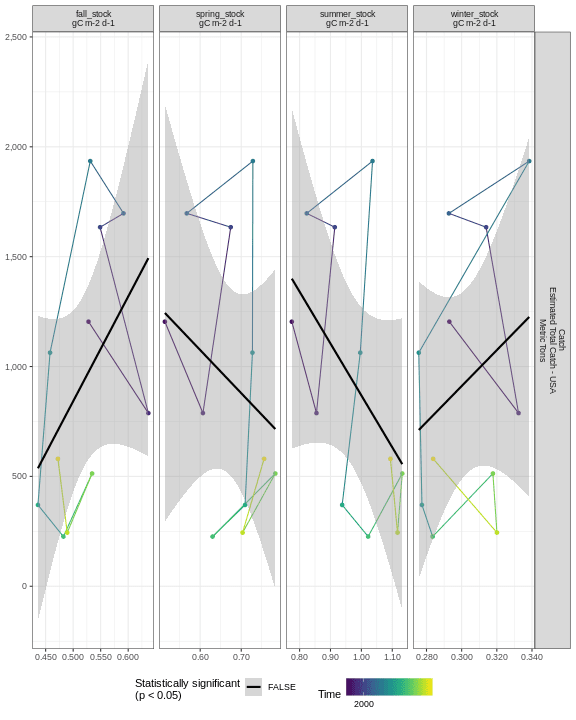 fall_stock
gC m-2 d-1
spring_stock
gC m-2 d-1
summer_stock
gC m-2 d-1
winter_stock
gC m-2 d-1
2,500
2,000
1,500
1,000
500
0
Catch
Estimated Total Catch - USA
Metric Tons
0.450 0.500 0.550 0.600
0.60 0.70
0.80 0.90 1.00 1.10
0.280 0.300 0.320 0.340
Statistically significant
(p < 0.05)
FALSE
Time
2000